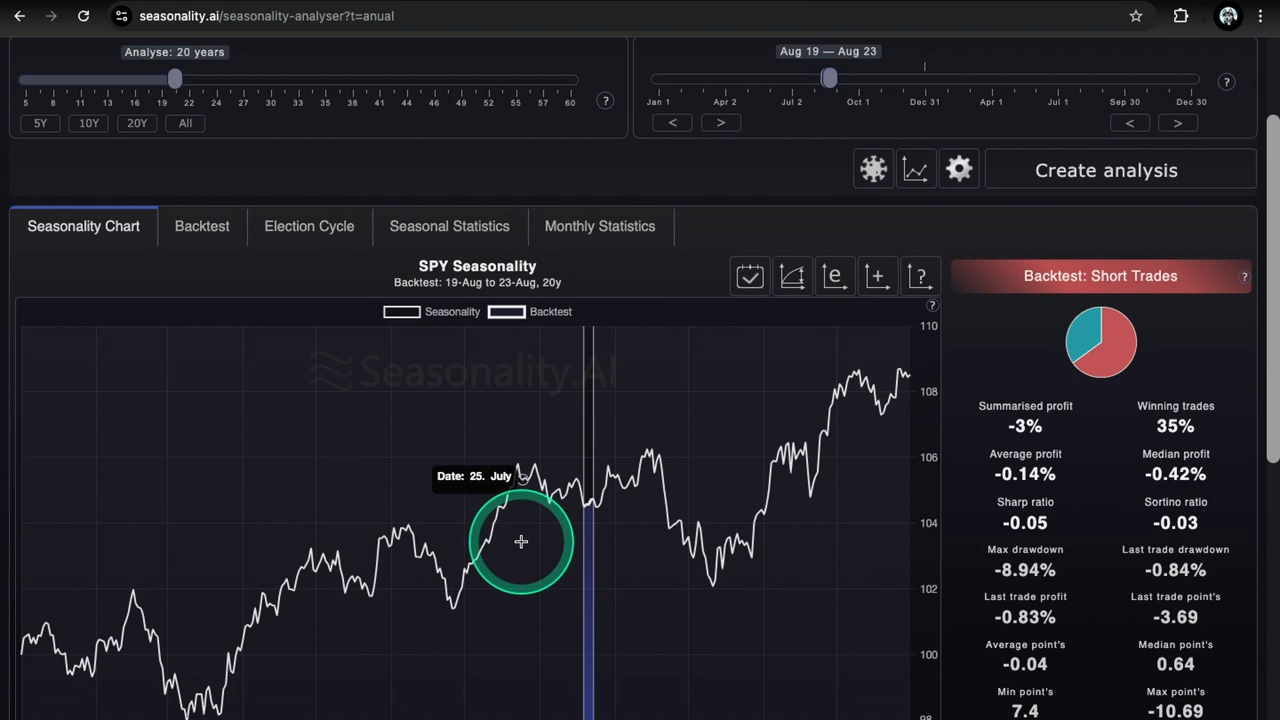 seasonality.ai/seasonality-analyser?t=anual
Analyse: 20 years
5 8 11 13 16 19 22 24 27 30 33 35 38 41 44 46 49 52 55 57 60
5Y 10Y 20Y All
?
Aug 19 — Aug 23
Jan 1 Apr 2 Jul 2 Oct 1 Dec 31 Apr 1 Jul 1 Sep 30 Dec 30
< > < >
?
Create analysis
Seasonality Chart Backtest Election Cycle Seasonal Statistics Monthly Statistics
SPY Seasonality
Backtest: 19-Aug to 23-Aug, 20y
e + ?
Seasonality Backtest
?
Seasonality.AI
110
108
106
104
102
100
98
Date: 25. July
Backtest: Short Trades ?
Summarised profit Winning trades
-3% 35%
Average profit Median profit
-0.14% -0.42%
Sharp ratio Sortino ratio
-0.05 -0.03
Max drawdown Last trade drawdown
-8.94% -0.84%
Last trade profit Last trade point's
-0.83% -3.69
Average point's Median point's
-0.04 0.64
Min point's Max point's
7.4 -10.69